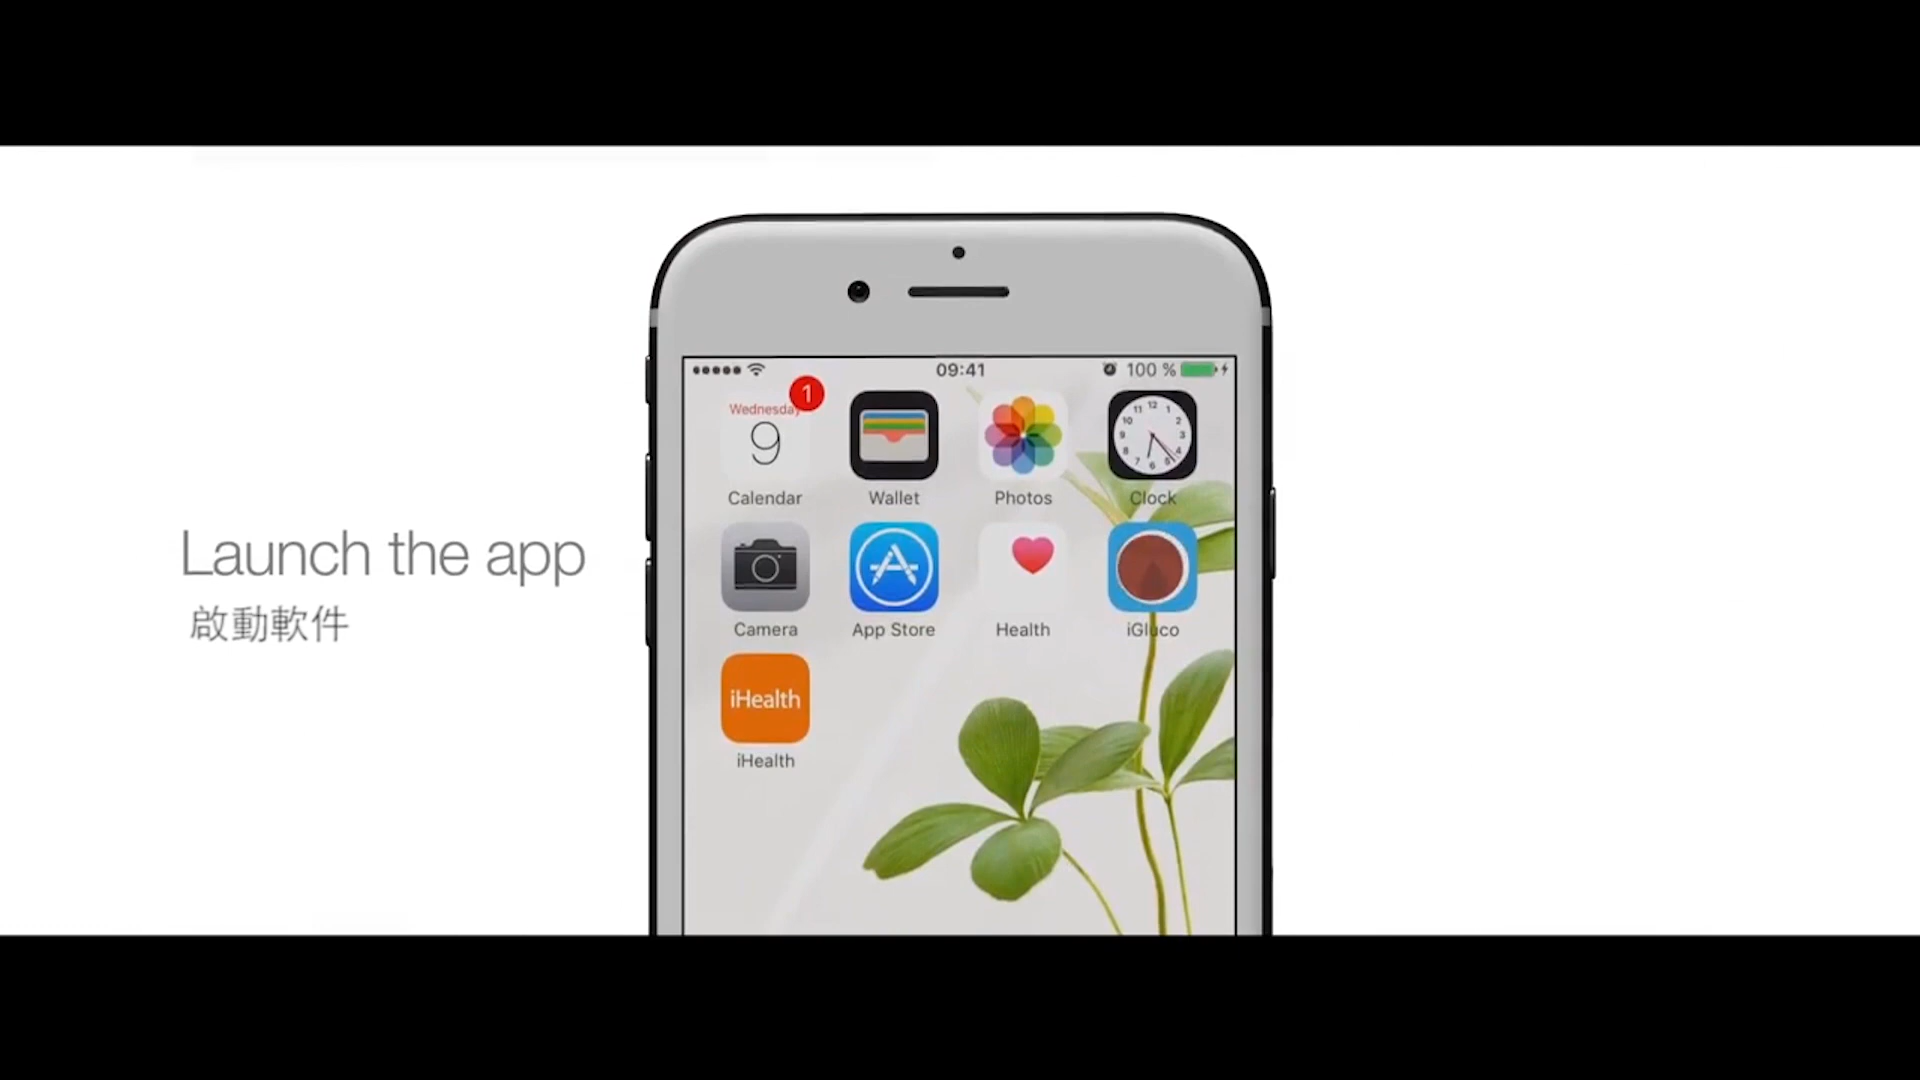 Launch the app
啟動軟件
09:41
100 %
1
Wednesday
9
Calendar
Wallet
Photos
Clock
Camera
App Store
Health
iGluco
iHealth
iHealth